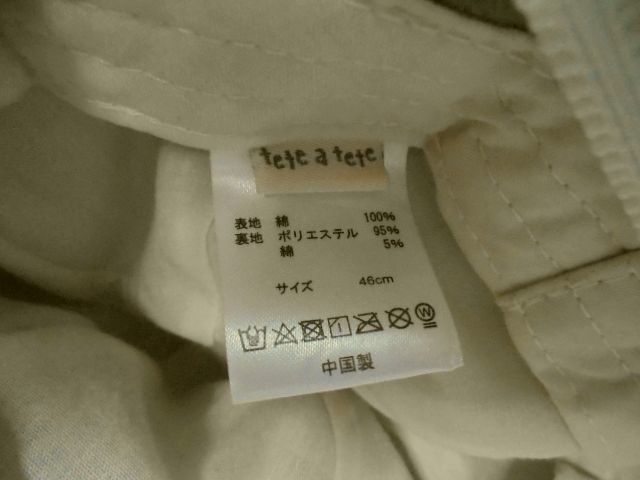 tete a tete
表地 綿 100%
裏地 ポリエステル 95%
綿 5%
サイズ 46cm
中国製